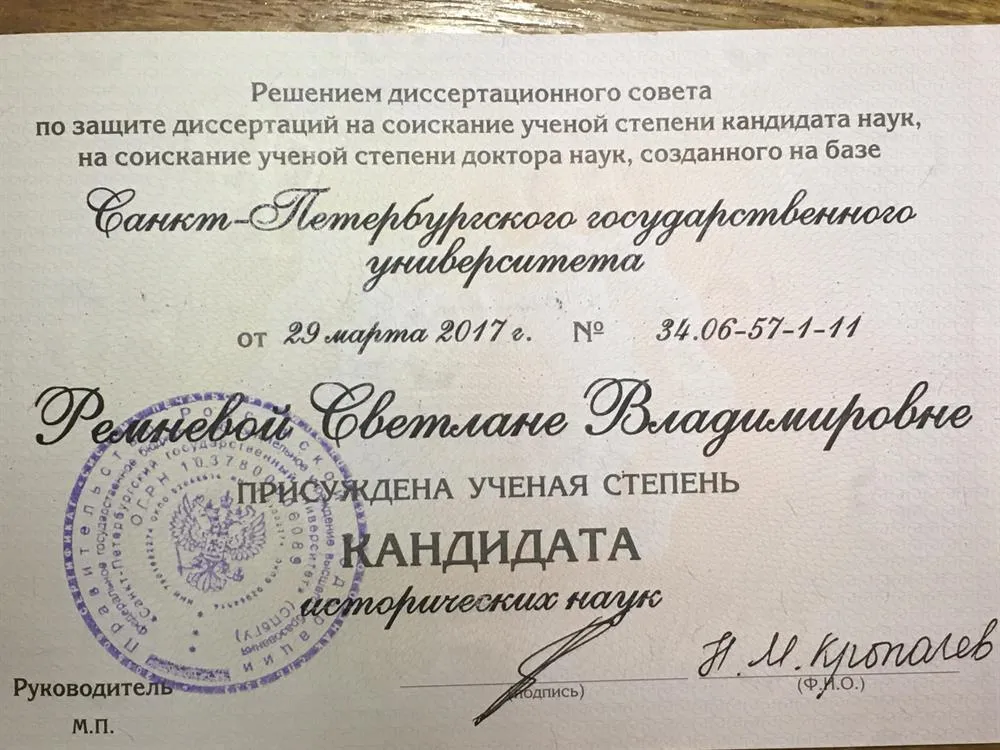 Решением диссертационного совета
по защите диссертаций на соискание ученой степени кандидата наук,
на соискание ученой степени доктора наук, созданного на базе
Санкт-Петербургского государственного
университета
от 29 марта 2017 г. № 34.06-57-1-11
Ремневой Светлане Владимировне
ПРИСУЖДЕНА УЧЕНАЯ СТЕПЕНЬ
КАНДИДАТА
исторических наук
Н. М. Кропачев
Руководитель (подпись) (Ф.И.О.)
М.П.